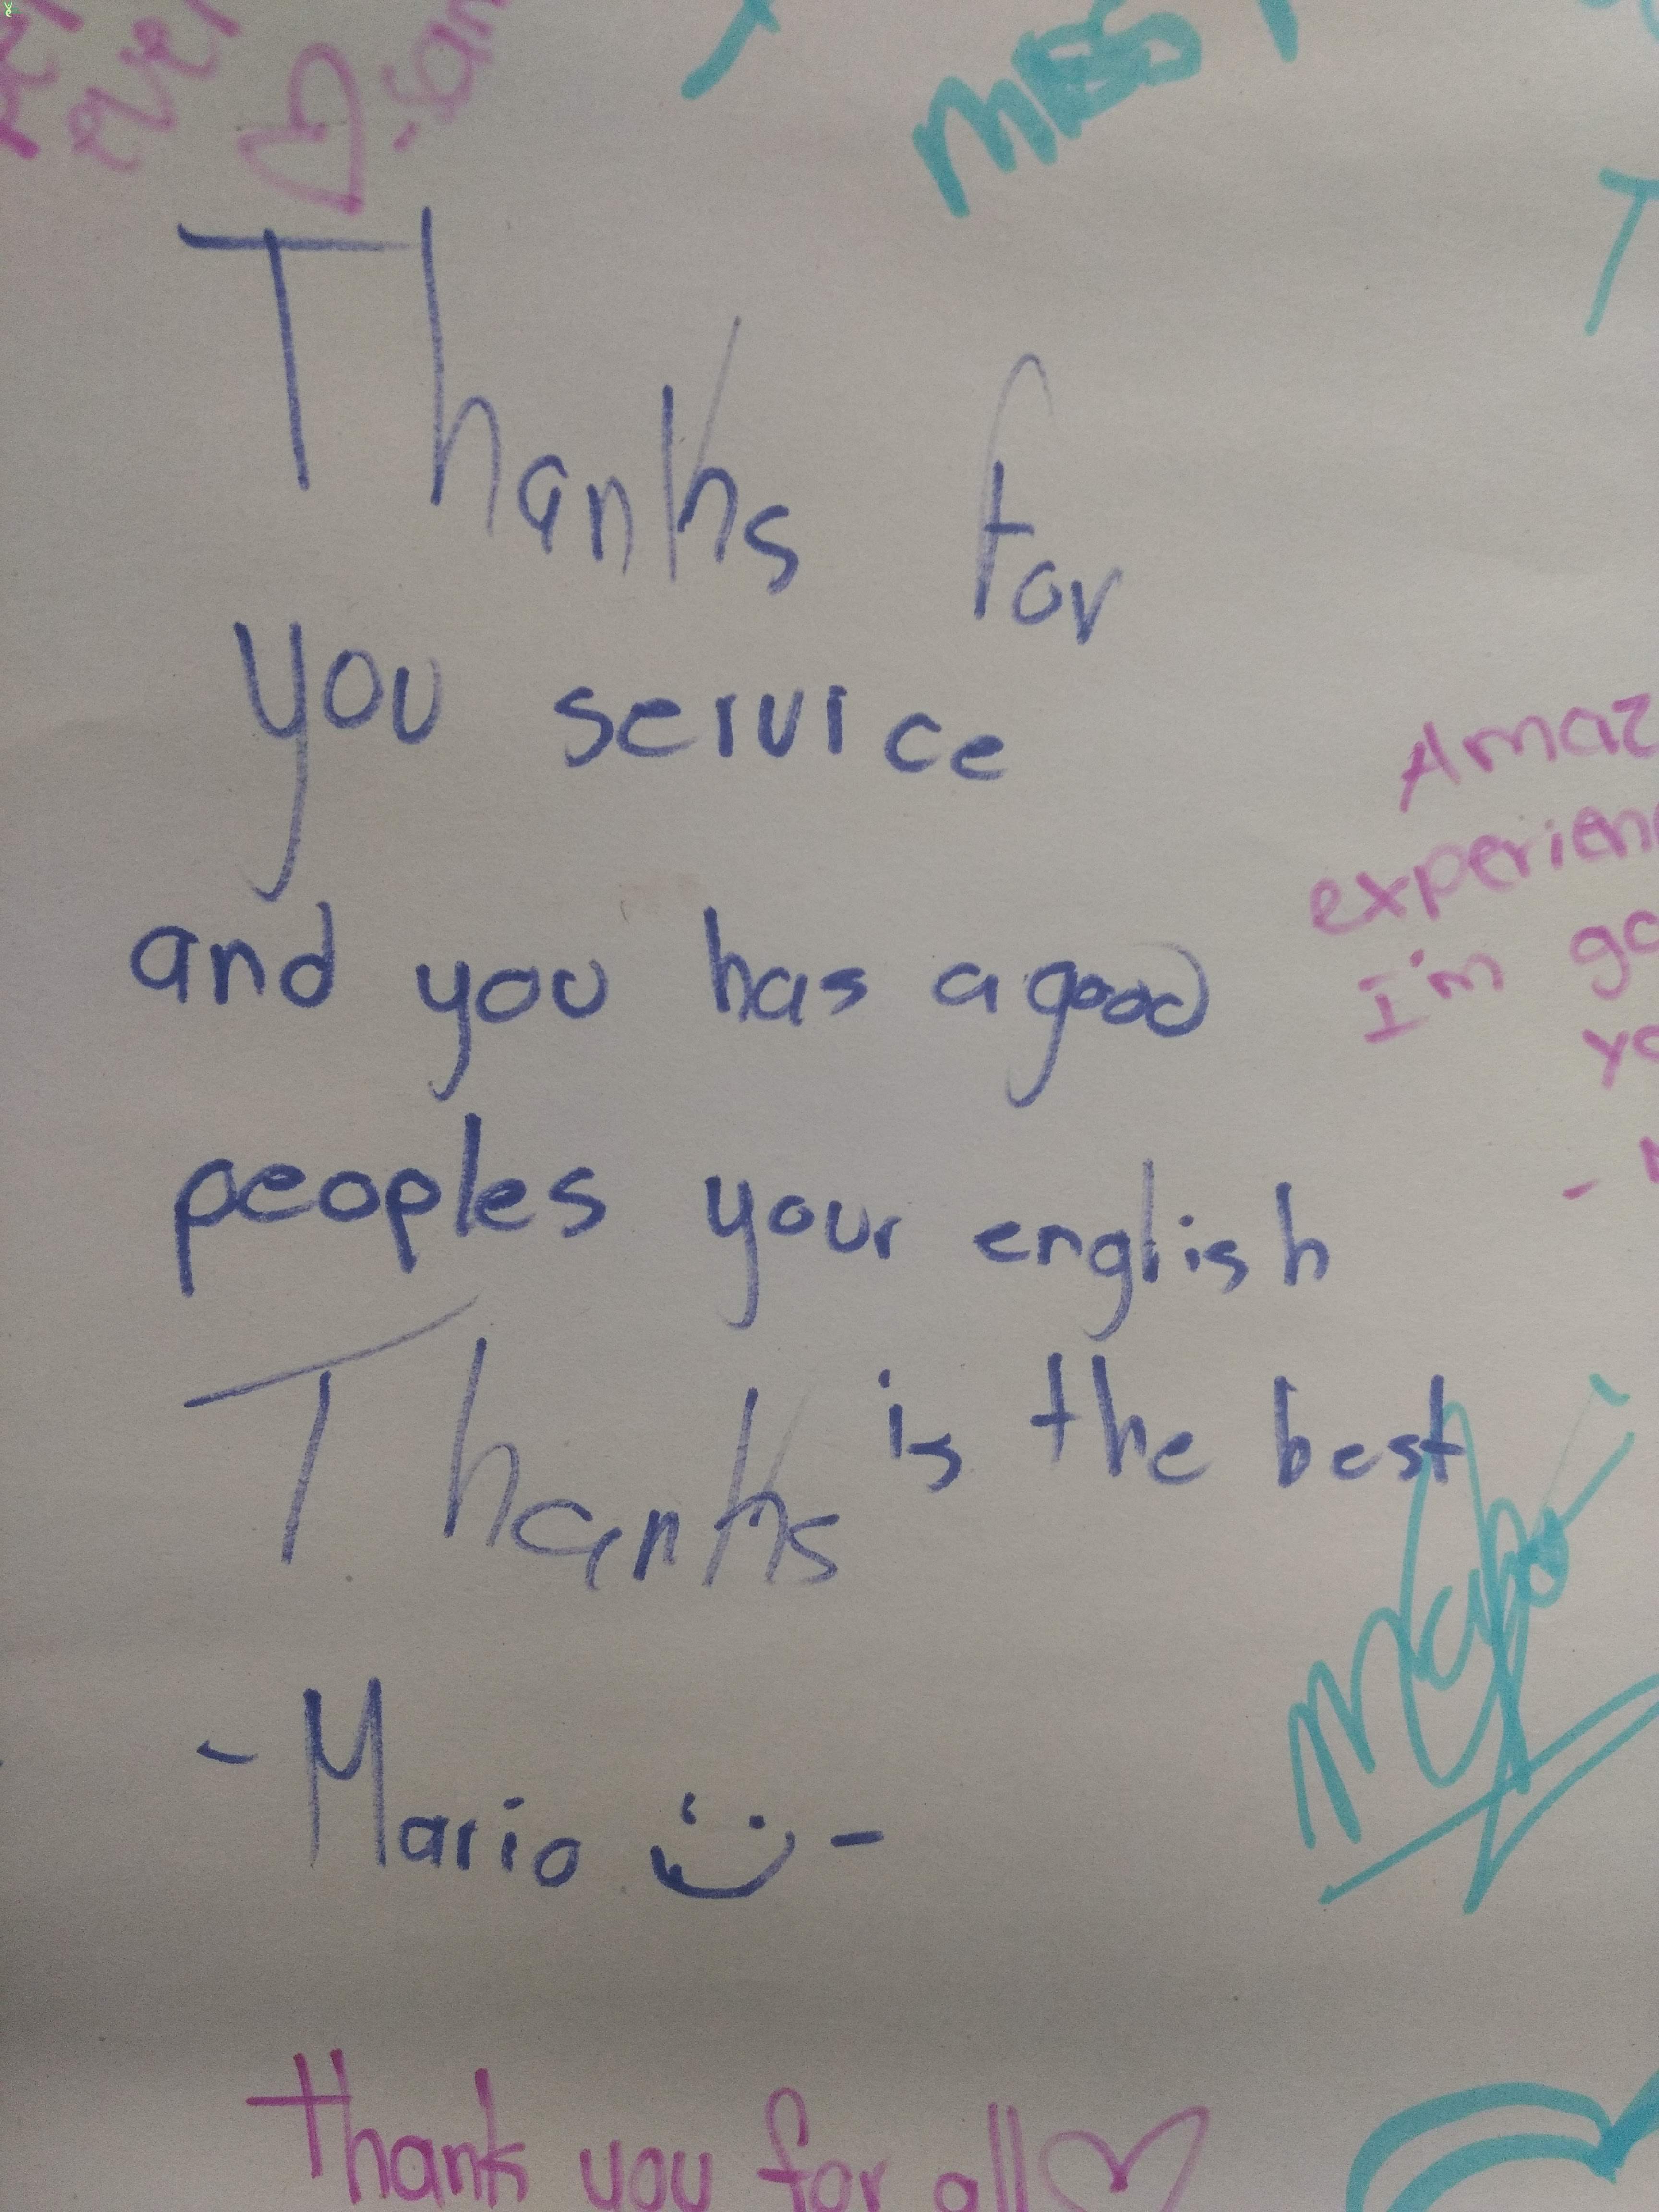 ever
Thanks for
you service
and you has a good
peoples your english
is the best
Thanks
-Mario :) -
Amaz
experien
I'm go
thank you for all